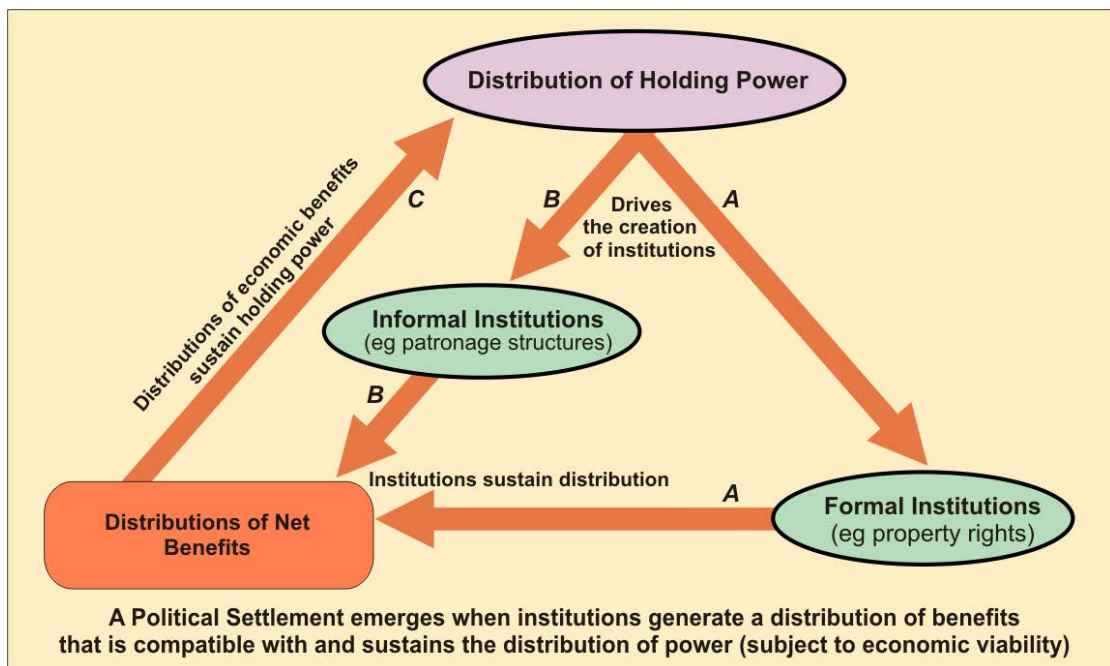 Distribution of Holding Power
Distributions of economic benefits
sustain holding power
C
B
Drives
the creation
of institutions
A
Informal Institutions
(eg patronage structures)
B
Institutions sustain distribution
A
Distributions of Net
Benefits
Formal Institutions
(eg property rights)
A Political Settlement emerges when institutions generate a distribution of benefits
that is compatible with and sustains the distribution of power (subject to economic viability)